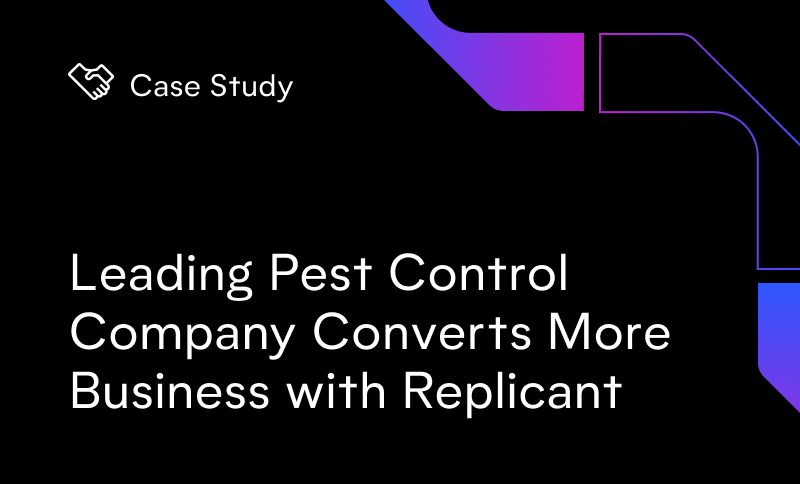 Case Study
Leading Pest Control
Company Converts More
Business with Replicant